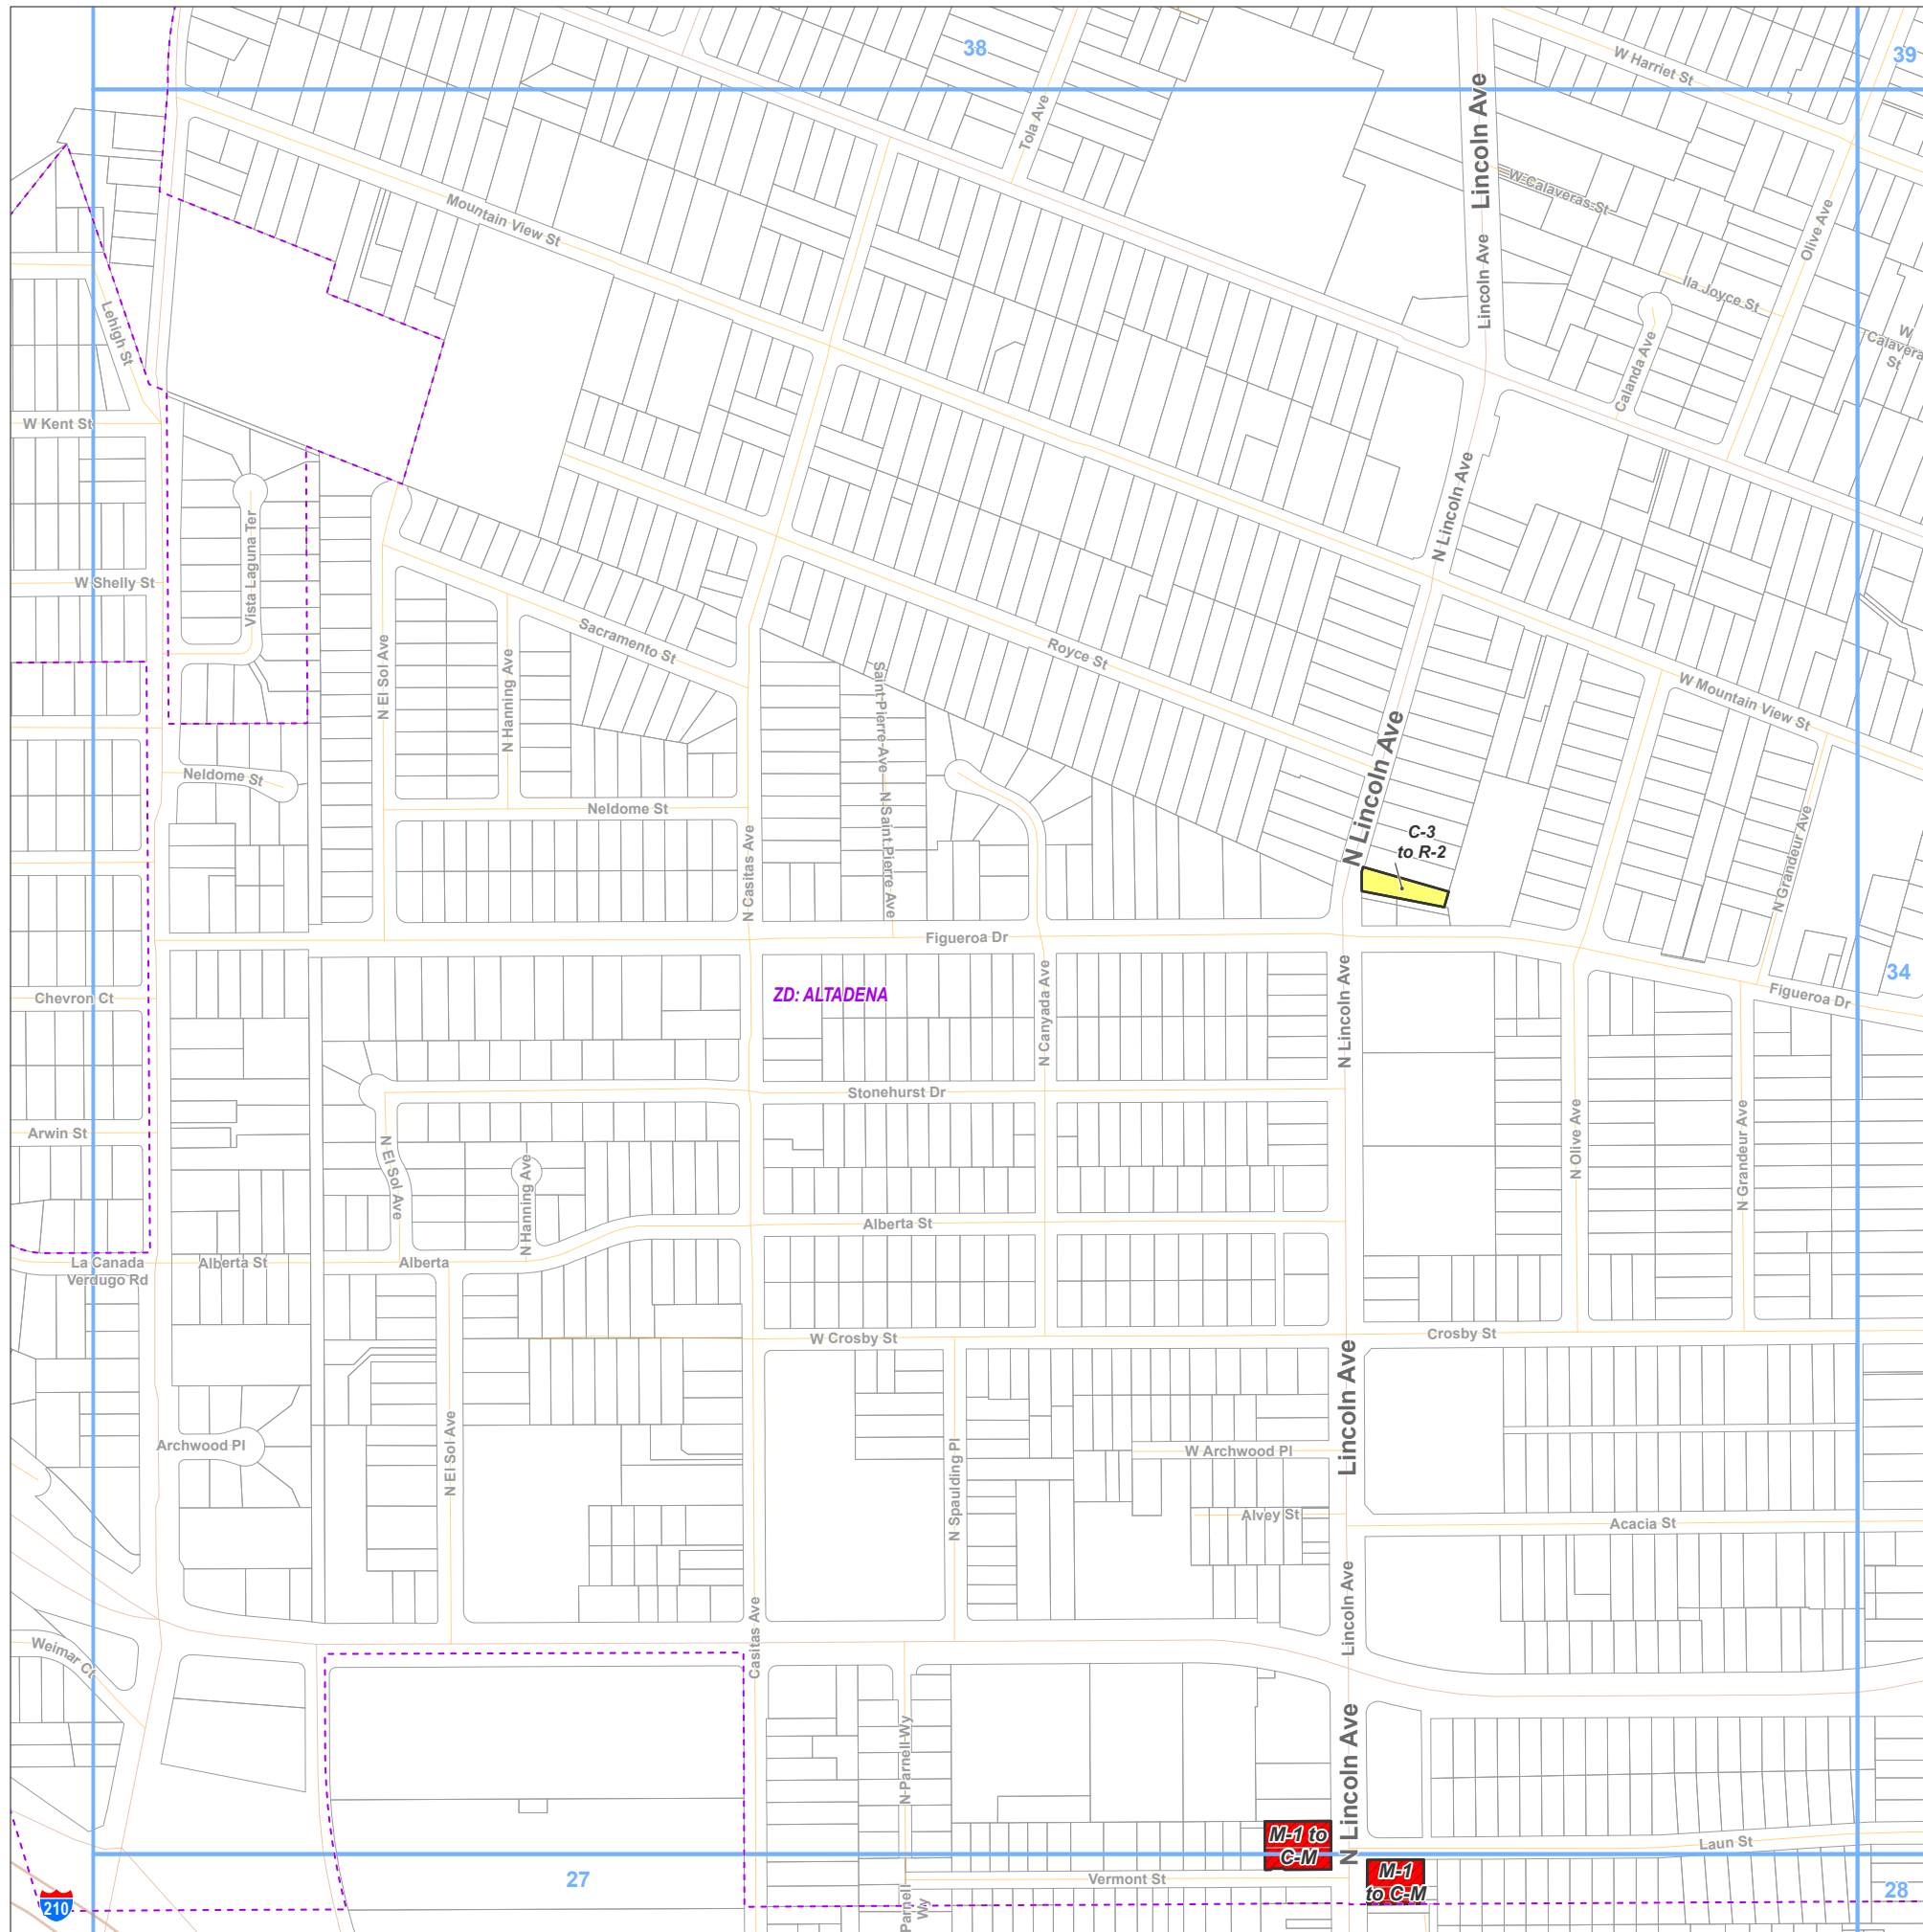 38
39
W Harriet St
Tola Ave
Lincoln Ave
W Calaveras St
Olive Ave
Mountain View St
Lincoln Ave
Ila Joyce St
Lehigh St
Calanda Ave
W
Calavera
St
W Kent St
N Lincoln Ave
Vista Laguna Ter
W Shelly St
Sacramento St
Royce St
N El Sol Ave
N Hanning Ave
Saint Pierre Ave
W Mountain View St
N Lincoln Ave
Neldome St
Neldome St
N Saint Pierre Ave
C-3
to R-2
N Casitas Ave
N Grandeur Ave
Figueroa Dr
34
ZD: ALTADENA
Chevron Ct
N Canyada Ave
N Lincoln Ave
Figueroa Dr
Stonehurst Dr
Arwin St
N El Sol Ave
N Hanning Ave
N Olive Ave
N Grandeur Ave
Alberta St
La Canada
Verdugo Rd
Alberta St
Alberta
W Crosby St
Crosby St
Lincoln Ave
Archwood Pl
N El Sol Ave
N Spaulding Pl
W Archwood Pl
Alvey St
Acacia St
Lincoln Ave
Casitas Ave
Weimar Ct
N Parnell Wy
N Lincoln Ave
M-1 to
C-M
Laun St
27
Vermont St
M-1
to C-M
28
210
Parnell
Wy